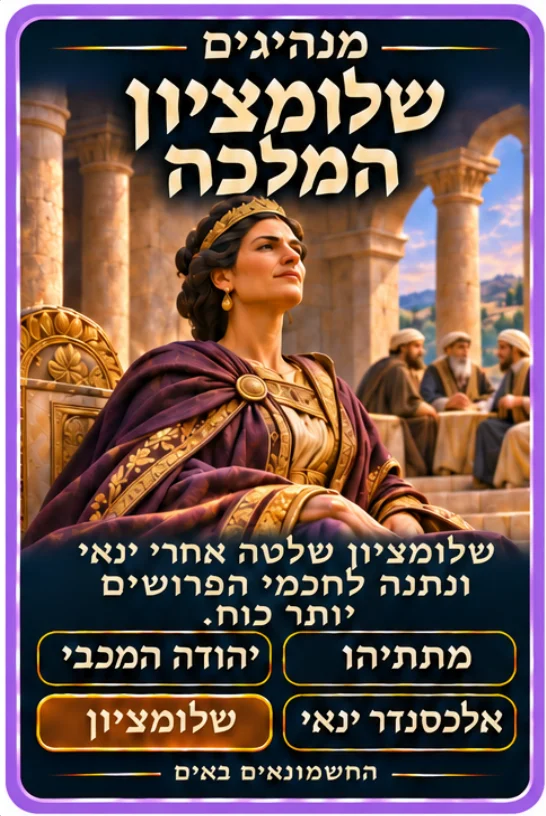 מנהיגים
שלומציון
המלכה
שלומציון שלטה אחרי ינאי
ונתנה לחכמי הפרושים
יותר כוח.
מתתיהו
יהודה המכבי
אלכסנדר ינאי
שלומציון
החשמונאים באים